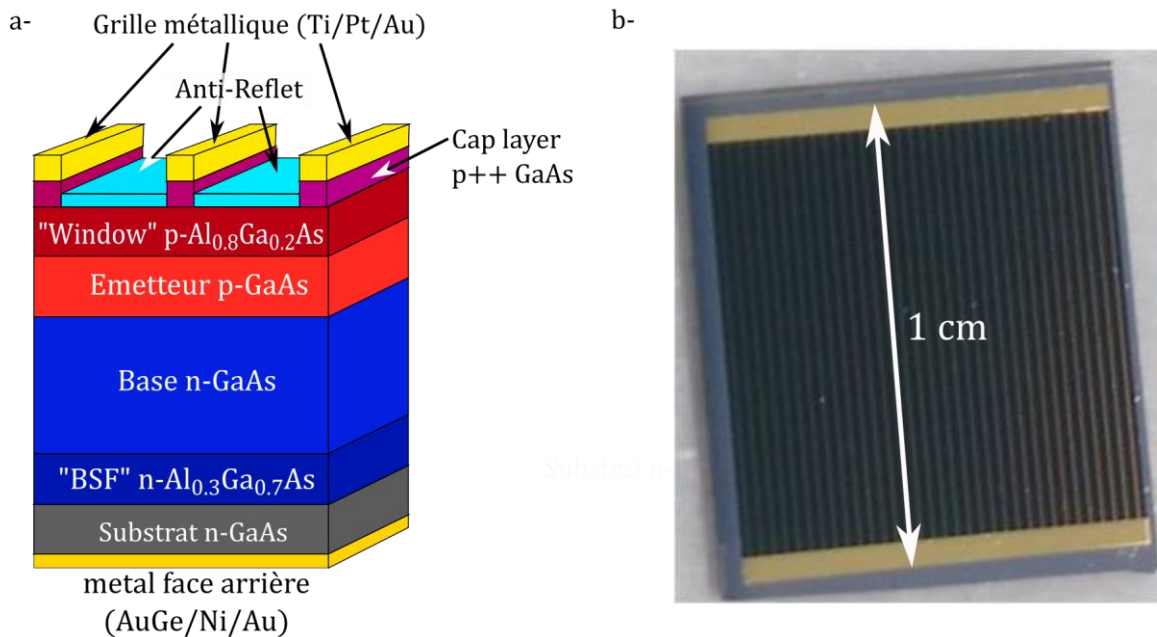 a-
Grille métallique (Ti/Pt/Au)
Anti-Reflet
Cap layer
p++ GaAs
"Window" p-Al0.8Ga0.2As
Emetteur p-GaAs
Base n-GaAs
"BSF" n-Al0.3Ga0.7As
Substrat n-GaAs
metal face arrière
(AuGe/Ni/Au)
b-
1 cm
Substrat n-